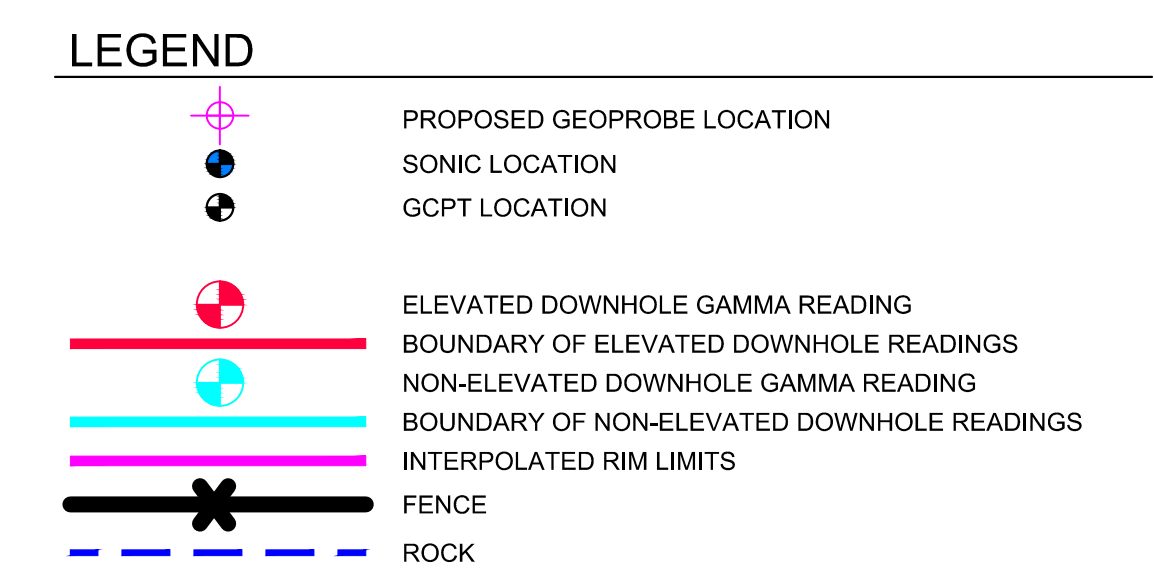 LEGEND
PROPOSED GEOPROBE LOCATION
SONIC LOCATION
GCPT LOCATION
ELEVATED DOWNHOLE GAMMA READING
BOUNDARY OF ELEVATED DOWNHOLE READINGS
NON-ELEVATED DOWNHOLE GAMMA READING
BOUNDARY OF NON-ELEVATED DOWNHOLE READINGS
INTERPOLATED RIM LIMITS
FENCE
ROCK